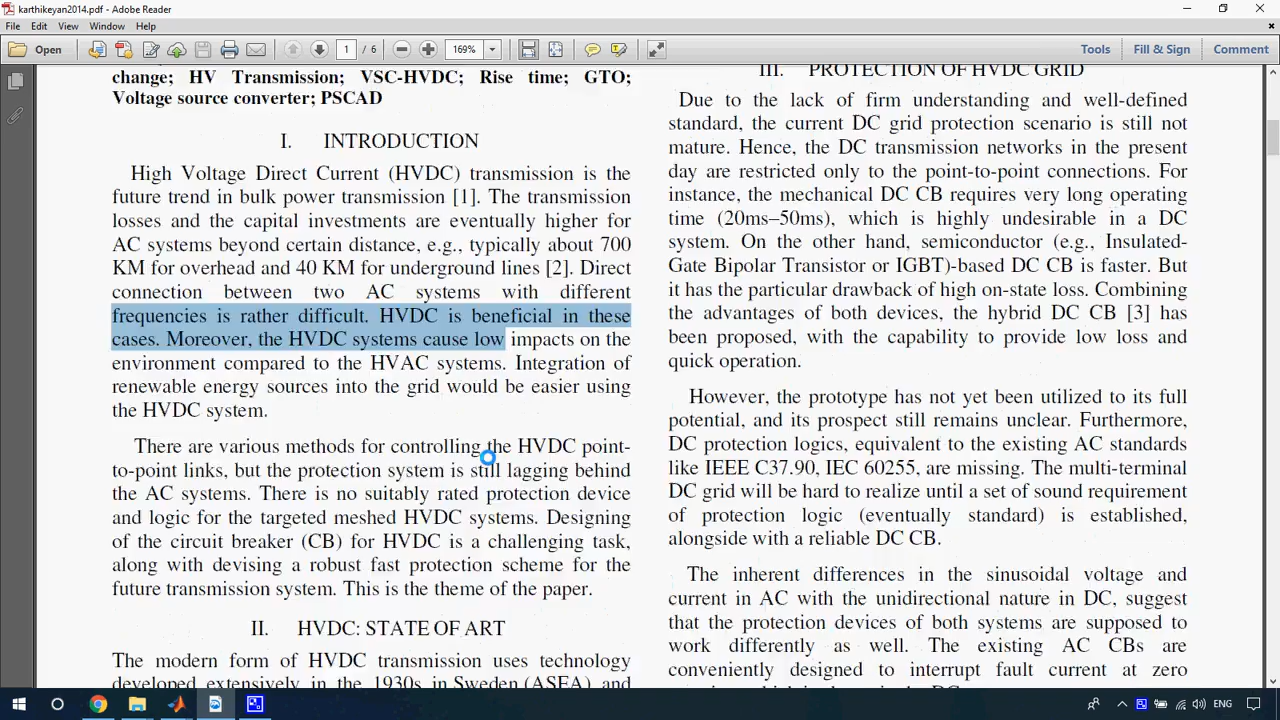 karthikeyan2014.pdf - Adobe Reader
File Edit View Window Help
Open 1 / 6 169% Tools Fill & Sign Comment
change; HV Transmission; VSC-HVDC; Rise time; GTO;
Voltage source converter; PSCAD
I. INTRODUCTION
High Voltage Direct Current (HVDC) transmission is the
future trend in bulk power transmission [1]. The transmission
losses and the capital investments are eventually higher for
AC systems beyond certain distance, e.g., typically about 700
KM for overhead and 40 KM for underground lines [2]. Direct
connection between two AC systems with different
frequencies is rather difficult. HVDC is beneficial in these
cases. Moreover, the HVDC systems cause low impacts on the
environment compared to the HVAC systems. Integration of
renewable energy sources into the grid would be easier using
the HVDC system.
There are various methods for controlling the HVDC point-
to-point links, but the protection system is still lagging behind
the AC systems. There is no suitably rated protection device
and logic for the targeted meshed HVDC systems. Designing
of the circuit breaker (CB) for HVDC is a challenging task,
along with devising a robust fast protection scheme for the
future transmission system. This is the theme of the paper.
II. HVDC: STATE OF ART
The modern form of HVDC transmission uses technology
developed extensively in the 1930s in Sweden (ASEA) and
III. PROTECTION OF HVDC GRID
Due to the lack of firm understanding and well-defined
standard, the current DC grid protection scenario is still not
mature. Hence, the DC transmission networks in the present
day are restricted only to the point-to-point connections. For
instance, the mechanical DC CB requires very long operating
time (20ms–50ms), which is highly undesirable in a DC
system. On the other hand, semiconductor (e.g., Insulated-
Gate Bipolar Transistor or IGBT)-based DC CB is faster. But
it has the particular drawback of high on-state loss. Combining
the advantages of both devices, the hybrid DC CB [3] has
been proposed, with the capability to provide low loss and
quick operation.
However, the prototype has not yet been utilized to its full
potential, and its prospect still remains unclear. Furthermore,
DC protection logics, equivalent to the existing AC standards
like IEEE C37.90, IEC 60255, are missing. The multi-terminal
DC grid will be hard to realize until a set of sound requirement
of protection logic (eventually standard) is established,
alongside with a reliable DC CB.
The inherent differences in the sinusoidal voltage and
current in AC with the unidirectional nature in DC, suggest
that the protection devices of both systems are supposed to
work differently as well. The existing AC CBs are
conveniently designed to interrupt fault current at zero
ENG